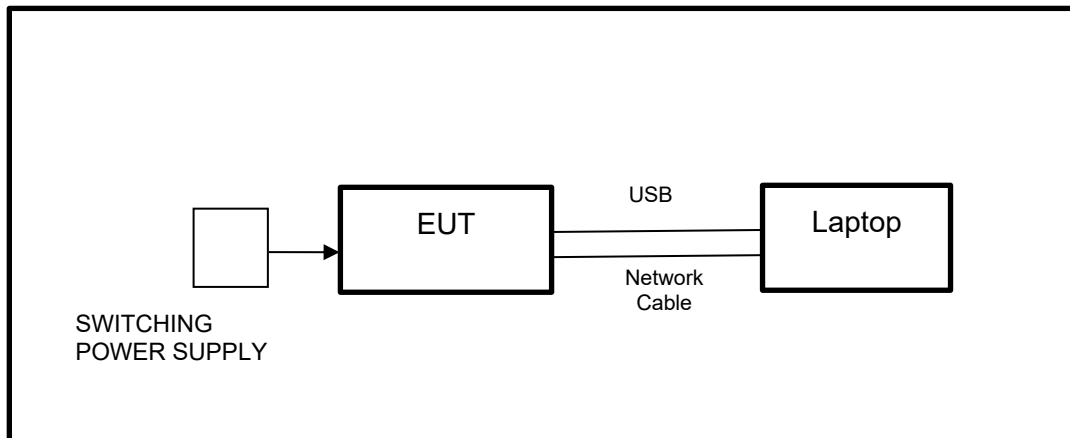 USB
EUT
Laptop
Network
Cable
SWITCHING
POWER SUPPLY